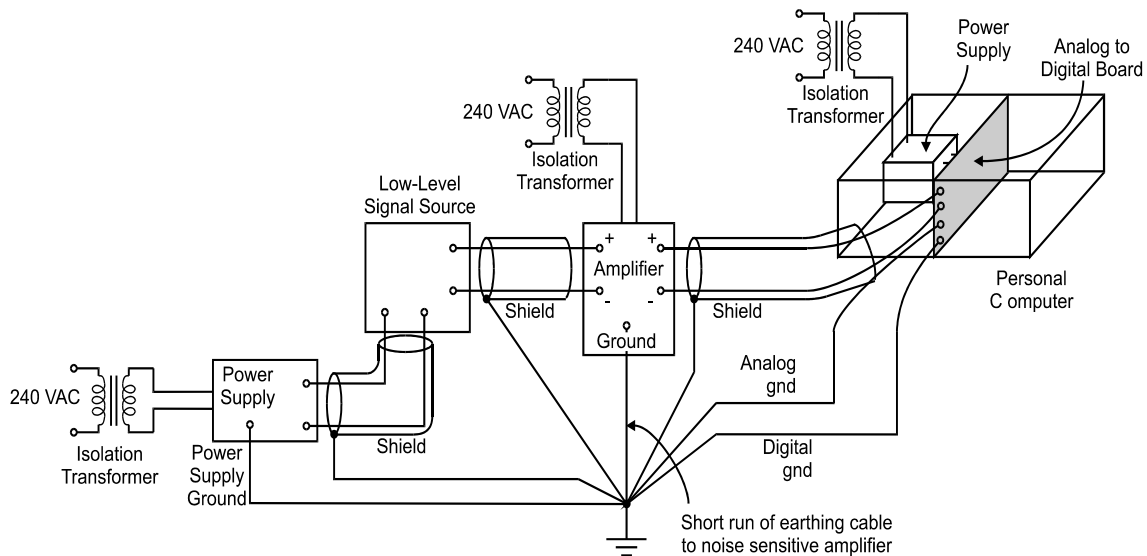 240 VAC
Isolation
Transformer
Power
Supply
Analog to
Digital Board
240 VAC
Isolation
Transformer
Low-Level
Signal Source
+
+
Amplifier
-
-
Ground
Shield
Shield
Personal
C omputer
240 VAC
Isolation
Transformer
Power
Supply
Power
Supply
Ground
Shield
Analog
gnd
Digital
gnd
Short run of earthing cable
to noise sensitive amplifier